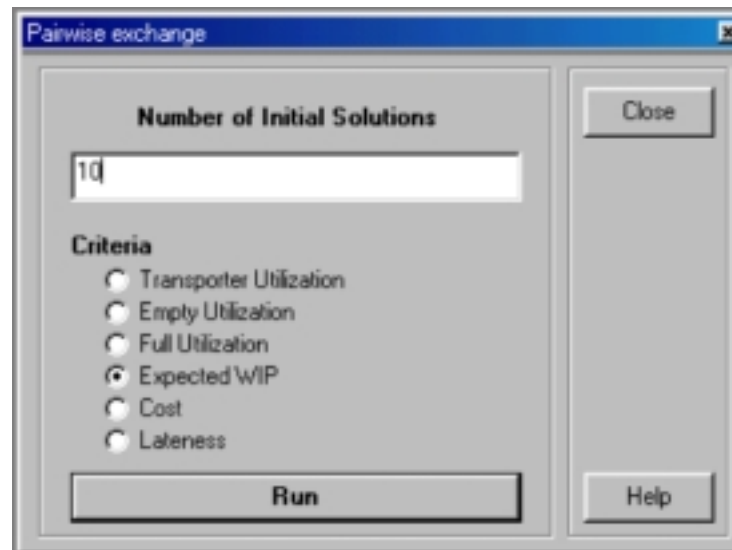 Pairwise exchange
Number of Initial Solutions
10
Criteria
Transporter Utilization
Empty Utilization
Full Utilization
Expected WIP
Cost
Lateness
Run
Close
Help